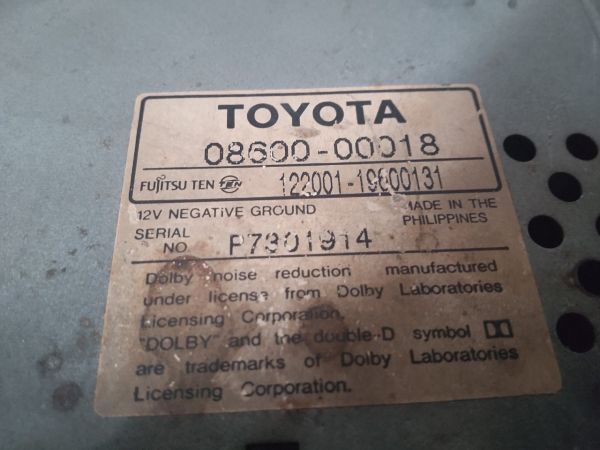 TOYOTA
08600-00018
FUJITSU TEN TEN 122001-19600131
12V NEGATIVE GROUND MADE IN THE
PHILIPPINES
SERIAL
NO P7301914
Dolby noise reduction manufactured
under license from Dolby Laboratories
Licensing Corporation.
"DOLBY" and the double-D symbol
are trademarks of Dolby Laboratories
Licensing Corporation.